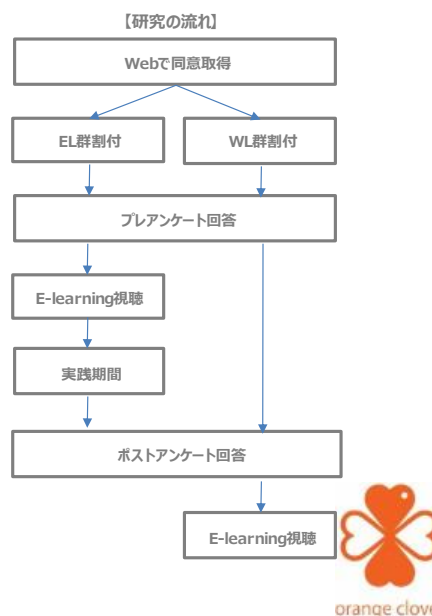 【研究の流れ】
Webで同意取得
EL群割付
WL群割付
プレアンケート回答
E-learning視聴
実践期間
ポストアンケート回答
E-learning視聴